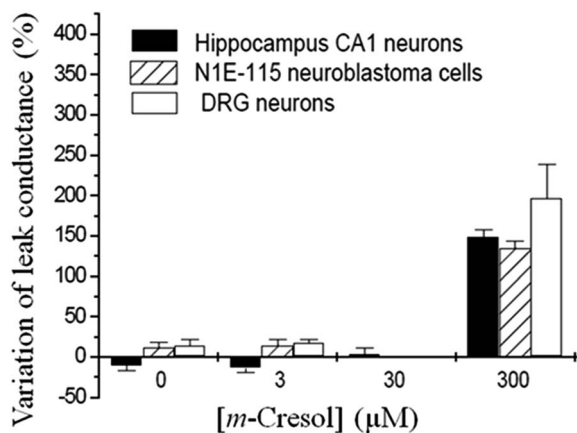 Variation of leak conductance (%)
400
350
300
250
200
150
100
50
0
-50
Hippocampus CA1 neurons
N1E-115 neuroblastoma cells
DRG neurons
0 3 30 300
[m-Cresol] (μM)